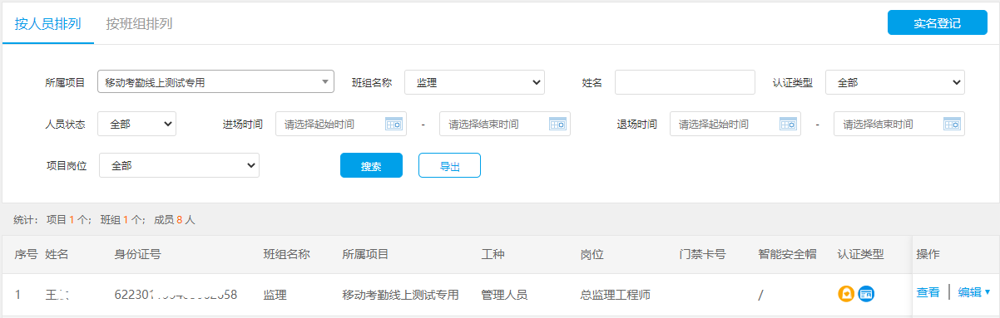 按人员排列 按班组排列 实名登记
所属项目 移动考勤线上测试专用 班组名称 监理 姓名 认证类型 全部
人员状态 全部 进场时间 请选择起始时间 - 请选择结束时间 退场时间 请选择起始时间 - 请选择结束时间
项目岗位 全部 搜索 导出
统计： 项目 1 个； 班组 1 个； 成员 8 人
序号 姓名 身份证号 班组名称 所属项目 工种 岗位 门禁卡号 智能安全帽 认证类型 操作
1 王 监理 移动考勤线上测试专用 管理人员 总监理工程师 / 查看 | 编辑